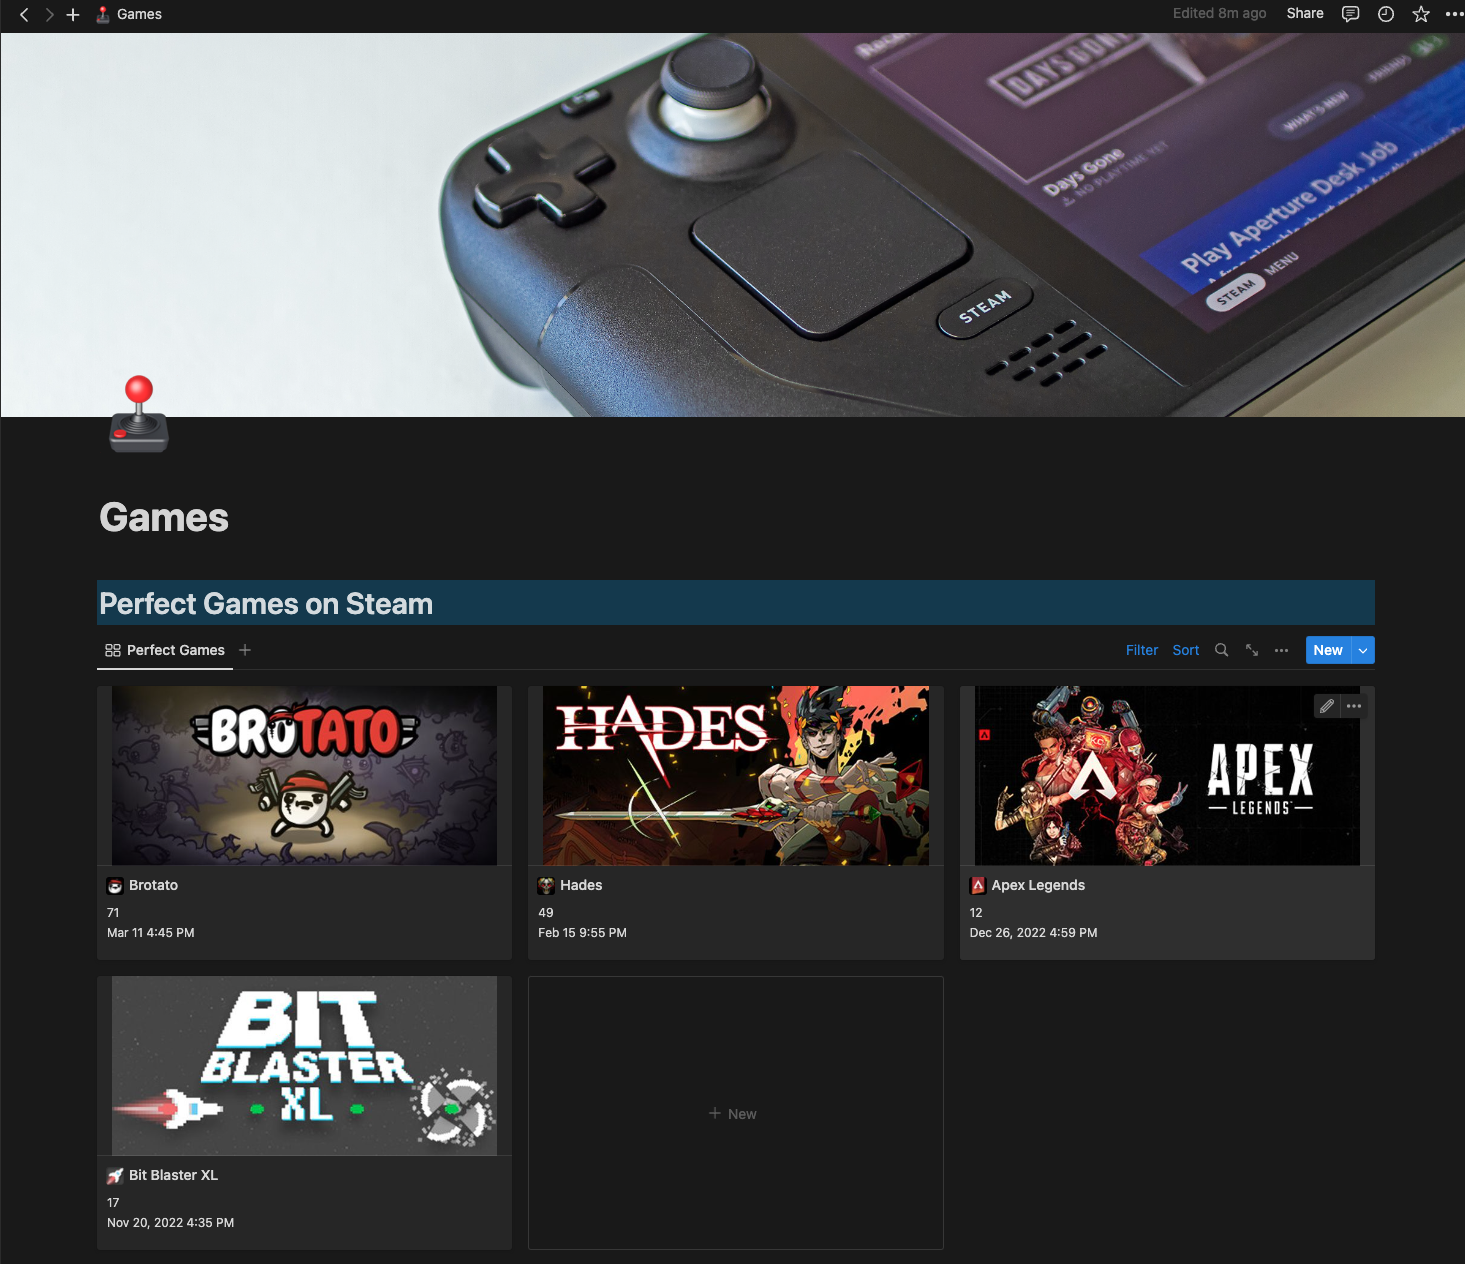 Games
Edited 8m ago
Share
DAYS GONE
FRIENDS
WHAT'S NEW
Days Gone
NO PLAYTIME YET
Play Aperture Desk Job
STEAM
STEAM MENU
Games
Perfect Games on Steam
Perfect Games
Filter
Sort
New
BROTATO
HADES
APEX
LEGENDS
Brotato
71
Mar 11 4:45 PM
Hades
49
Feb 15 9:55 PM
Apex Legends
12
Dec 26, 2022 4:59 PM
BIT
BLASTER
XL
New
Bit Blaster XL
17
Nov 20, 2022 4:35 PM